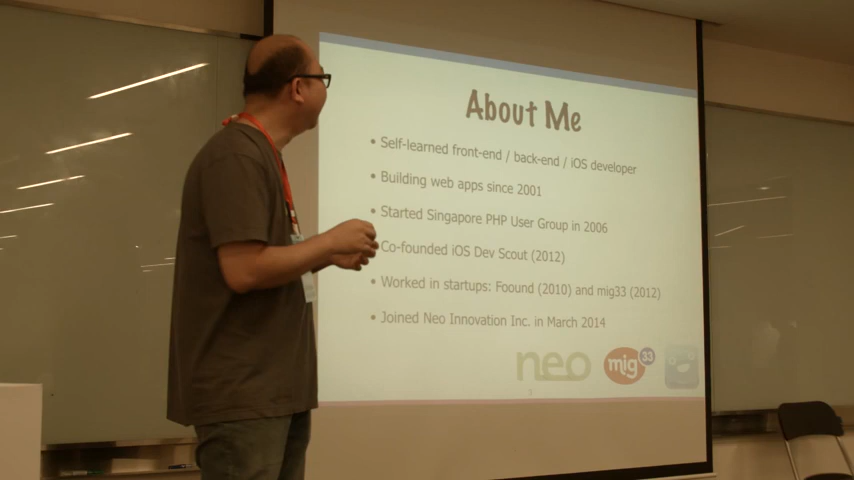 About Me
• Self-learned front-end / back-end / iOS developer
• Building web apps since 2001
• Started Singapore PHP User Group in 2006
• Co-founded iOS Dev Scout (2012)
• Worked in startups: Foound (2010) and mig33 (2012)
• Joined Neo Innovation Inc. in March 2014
neo mig 33